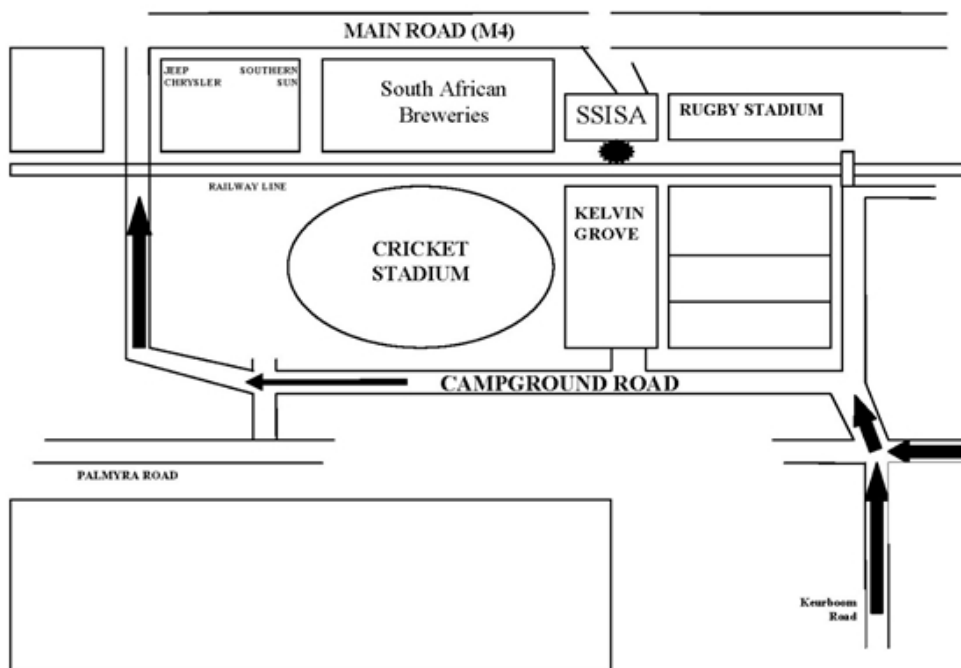 MAIN ROAD (M4)
JEEP SOUTHERN
CHRYSLER SUN
South African
Breweries
SSISA
RUGBY STADIUM
RAILWAY LINE
CRICKET
STADIUM
KELVIN
GROVE
CAMPGROUND ROAD
PALMYRA ROAD
Keurboom
Road